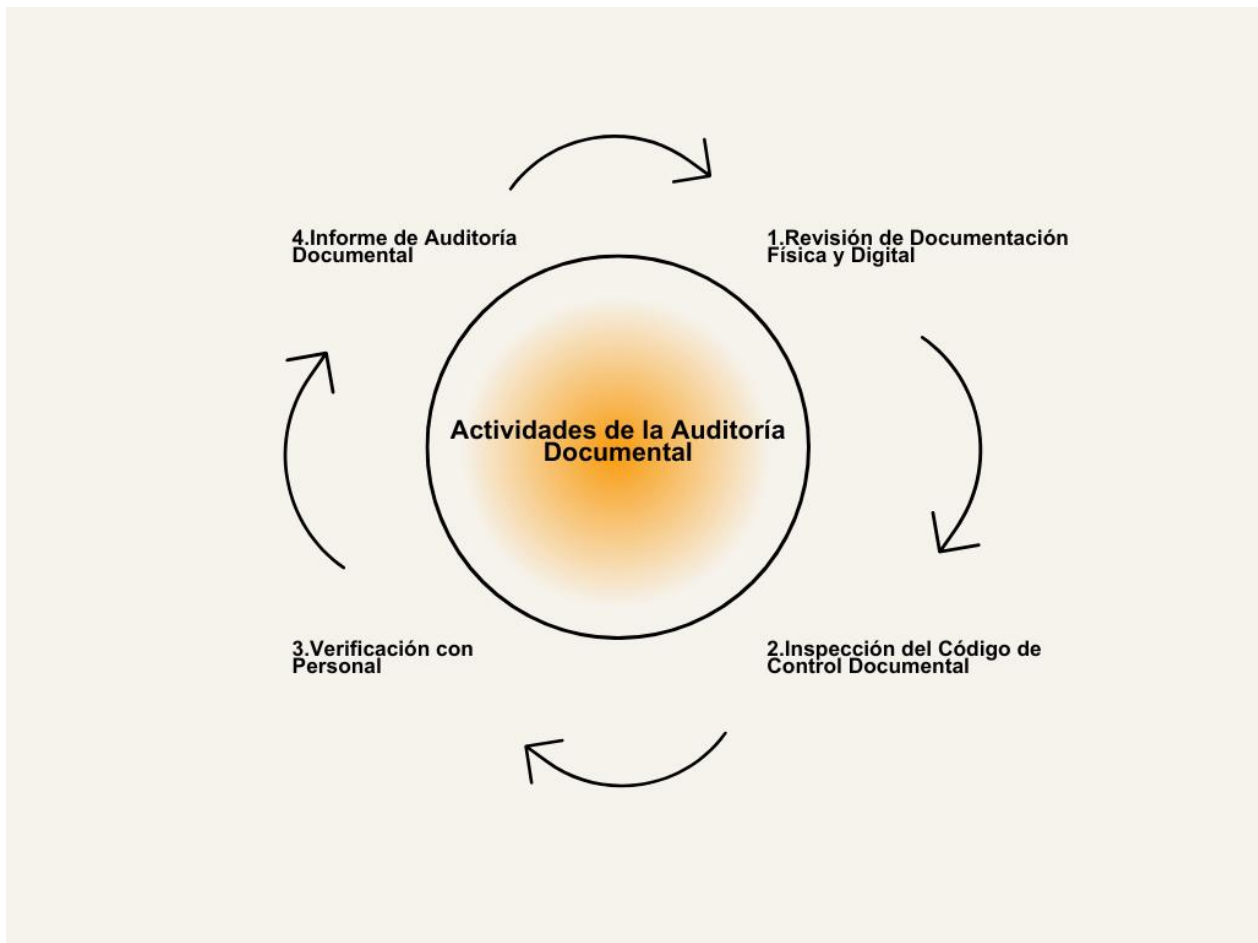 4.Informe de Auditoría
Documental
1.Revisión de Documentación
Física y Digital
Actividades de la Auditoría
Documental
3.Verificación con
Personal
2.Inspección del Código de
Control Documental